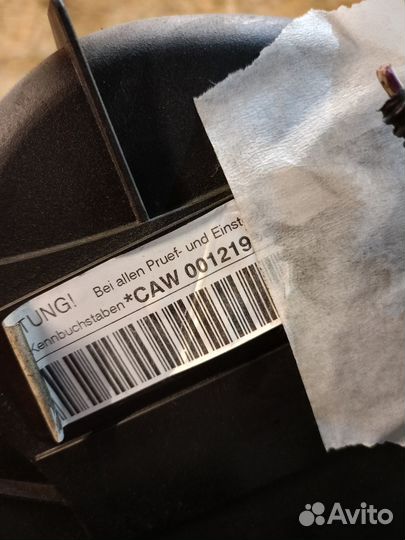 TUNG! Bei allen Pruef- und Einst
Kennbuchstaben *CAW 001219
Avito